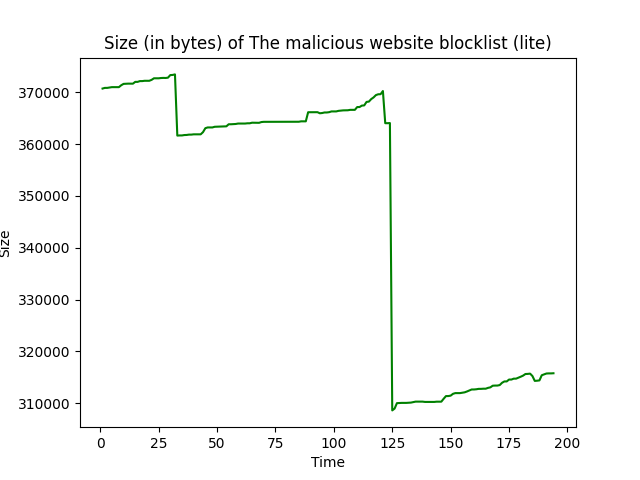 Size (in bytes) of The malicious website blocklist (lite)
370000
360000
350000
340000
330000
320000
310000
Size
0 25 50 75 100 125 150 175 200
Time